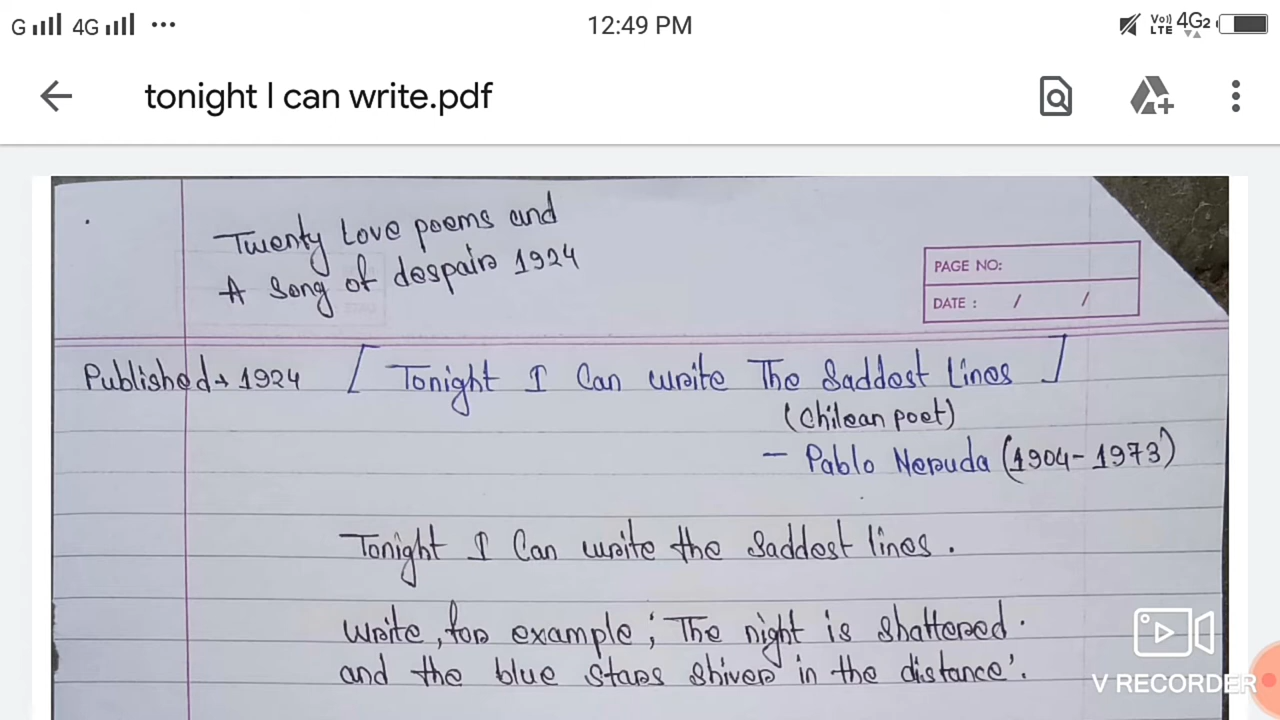 G 4G ... 12:49 PM Vo)) LTE 4G2
tonight I can write.pdf
Twenty Love poems and
A Song of despair 1924
PAGE NO:
DATE : / /
Published → 1924 [ Tonight I Can write The Saddest Lines ]
(Chilean poet)
– Pablo Neruda (1904 – 1973)
Tonight I Can write the Saddest lines.
Write, for example; 'The night is shattered.
and the blue stars shiver in the distance'.
V RECORDER